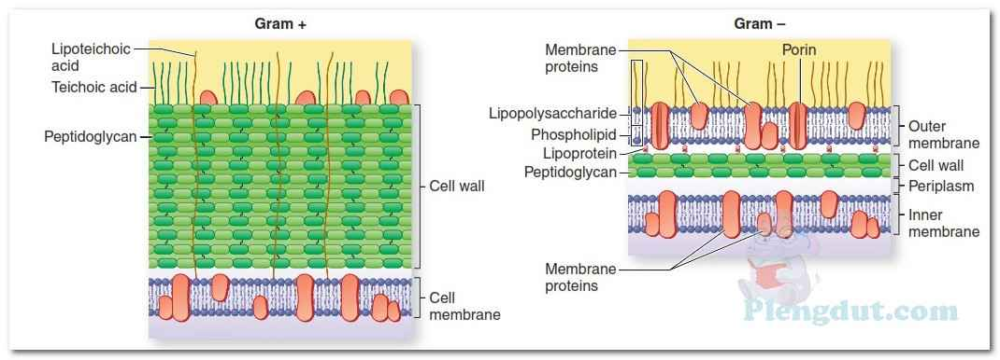 Gram +
Lipoteichoic
acid
Teichoic acid
Peptidoglycan
Cell wall
Cell
membrane
Gram –
Membrane
proteins
Porin
Lipopolysaccharide
Phospholipid
Lipoprotein
Peptidoglycan
Outer
membrane
Cell wall
Periplasm
Inner
membrane
Membrane
proteins
Plengdut.com